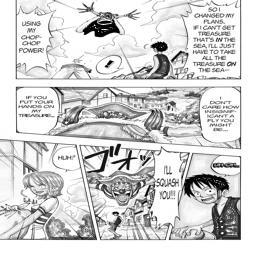 SO I
CHANGED MY
PLANS.
IF I CAN'T GET
TREASURE
THAT'S IN THE
SEA, I'LL JUST
HAVE TO TAKE
ALL THE
TREASURE ON
THE SEA--
USING
MY
CHOP-
CHOP
POWER!
I
DON'T CARE
HOW
INSIGNIF-
ICANT A
FLY YOU
MIGHT
BE...
IF YOU
PUT YOUR
HANDS
ON MY
TREASURE...
I'LL
SQUASH
YOU!!!
HUH?